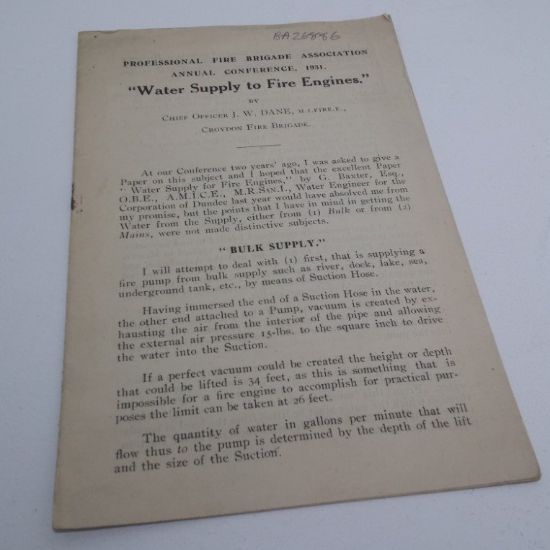 BA26886
PROFESSIONAL FIRE BRIGADE ASSOCIATION
ANNUAL CONFERENCE, 1931.
"Water Supply to Fire Engines."
BY
CHIEF OFFICER J. W. DANE, M.I.FIRE.E.,
CROYDON FIRE BRIGADE.
At our Conference two years' ago, I was asked to give a
Paper on this subject and I hoped that the excellent Paper
" Water Supply for Fire Engines," by G. Baxter, Esq.,
O.B.E., A.M.I.C.E., M.R.SAN.I., Water Engineer for the
Corporation of Dundee last year would have absolved me from
my promise, but the points that I have in mind in getting the
Water from the Supply, either from (1) Bulk or from (2)
Mains, were not made distinctive subjects.
" BULK SUPPLY."
I will attempt to deal with (1) first, that is, supplying a
fire pump from bulk supply such as river, dock, lake, sea,
underground tank, etc., by means of Suction Hose.
Having immersed the end of a Suction Hose in the water,
the other end attached to a Pump, vacuum is created by ex-
hausting the air from the interior of the pipe and allowing
the external air pressure 15-lbs. to the square inch to drive
the water into the Suction.
If a perfect vacuum could be created the height or depth
that could be lifted is 34 feet, as this is something that is
impossible for a fire engine to accomplish for practical pur-
poses the limit can be taken at 26 feet.
The quantity of water in gallons per minute that will
flow thus to the pump is determined by the depth of the lift
and the size of the Suction.